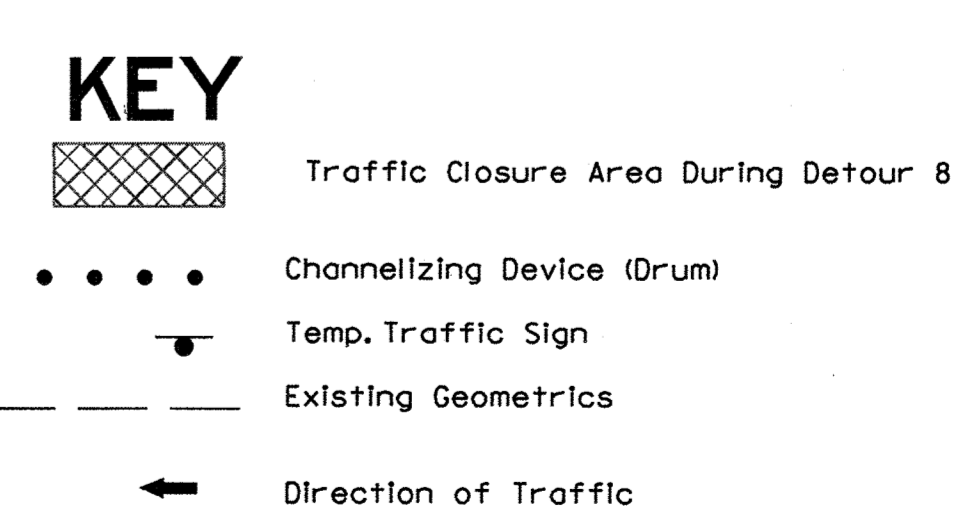 KEY
Traffic Closure Area During Detour 8
Channelizing Device (Drum)
Temp. Traffic Sign
Existing Geometrics
Direction of Traffic